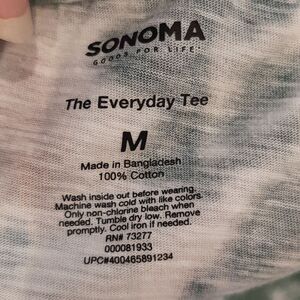 SONOMA
GOODS FOR LIFE
The Everyday Tee
M
Made in Bangladesh
100% Cotton
Wash inside out before wearing.
Machine wash cold with like colors.
Only non-chlorine bleach when
needed. Tumble dry low. Remove
promptly. Cool iron if needed.
RN# 73277
000081933
UPC#400465891234